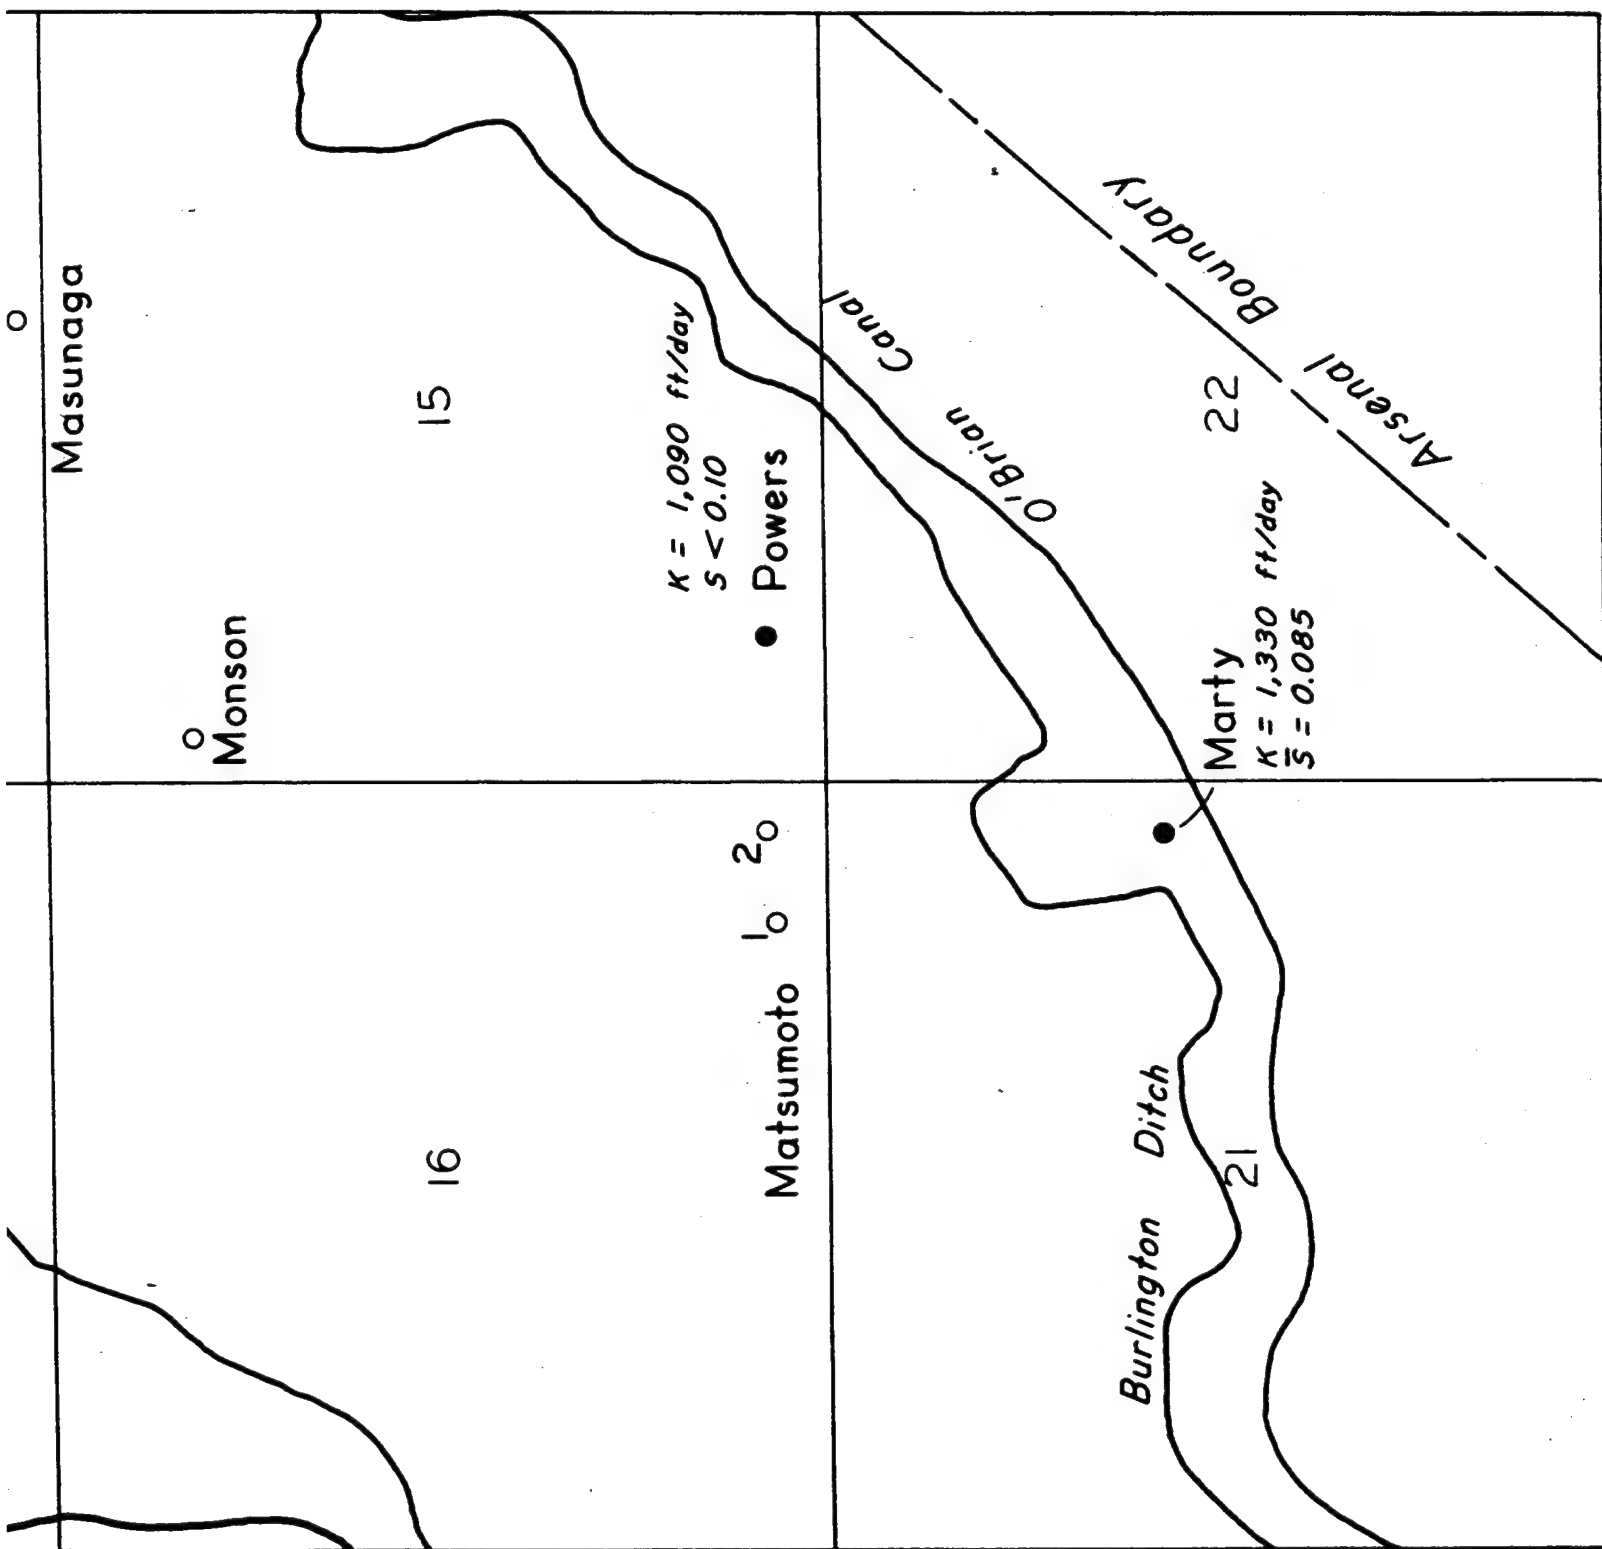 Masunaga
15
K = 1,090 ft/day
S < 0.10
Powers
Monson
O'Brian Canal
Arsenal Boundary
22
Marty
K = 1,330 ft/day
S̅ = 0.085
16
Matsumoto
1
2
Burlington Ditch
21